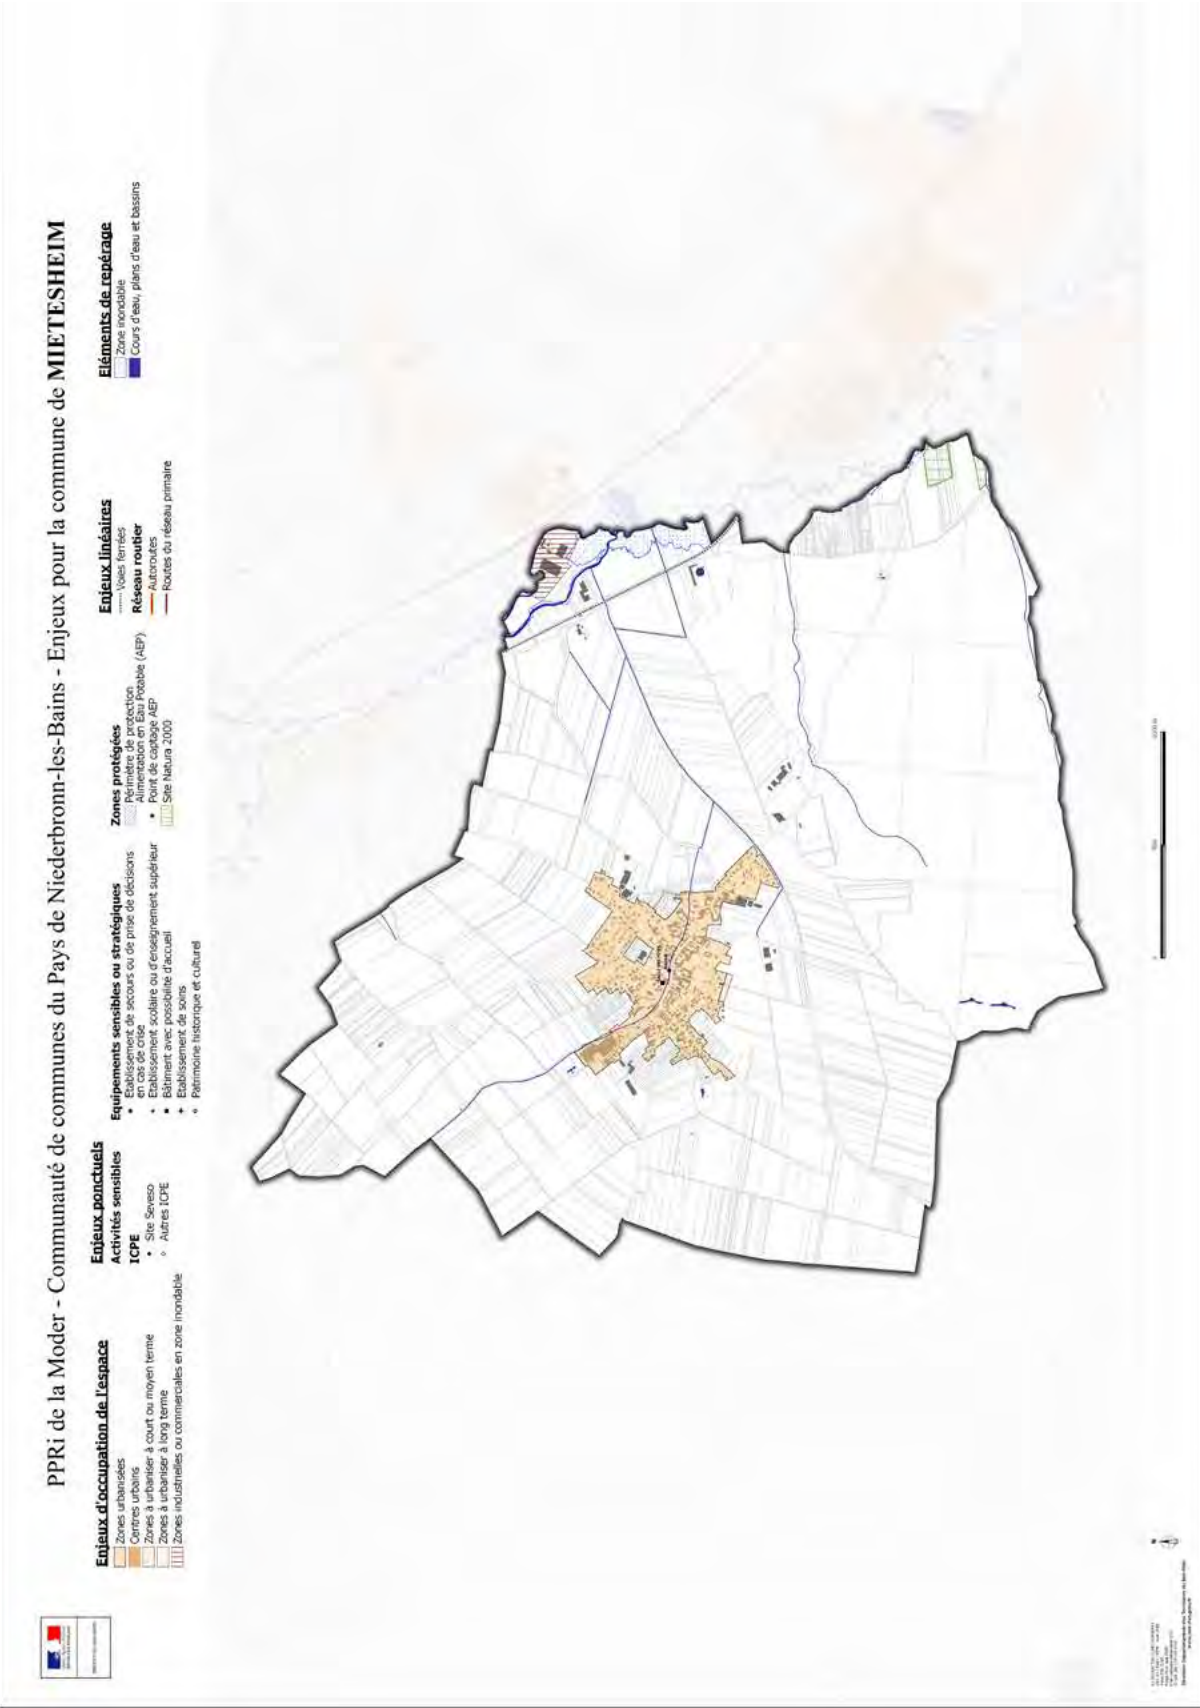 PPRi de la Moder - Communauté de communes du Pays de Niederbronn-les-Bains - Enjeux pour la commune de MIETESHEIM
Enjeux d'occupation de l'espace
Zones urbanisées
Centres urbains
Zones à urbaniser à court ou moyen terme
Zones à urbaniser à long terme
Zones industrielles ou commerciales en zone inondable
Enjeux ponctuels
Activités sensibles
ICPE
Site Seveso
Autres ICPE
Equipements sensibles ou stratégiques
Etablissement de secours ou de prise de décisions
en cas de crise
Etablissement scolaire ou d'enseignement supérieur
Bâtiment avec possibilité d'accueil
Etablissement de soins
Patrimoine historique et culturel
Zones protégées
Périmètre de protection
Alimentation en Eau Potable (AEP)
Point de captage AEP
Site Natura 2000
Enjeux linéaires
Voies ferrées
Réseau routier
Autoroutes
Routes du réseau primaire
Eléments de repérage
Zone inondable
Cours d'eau, plans d'eau et bassins